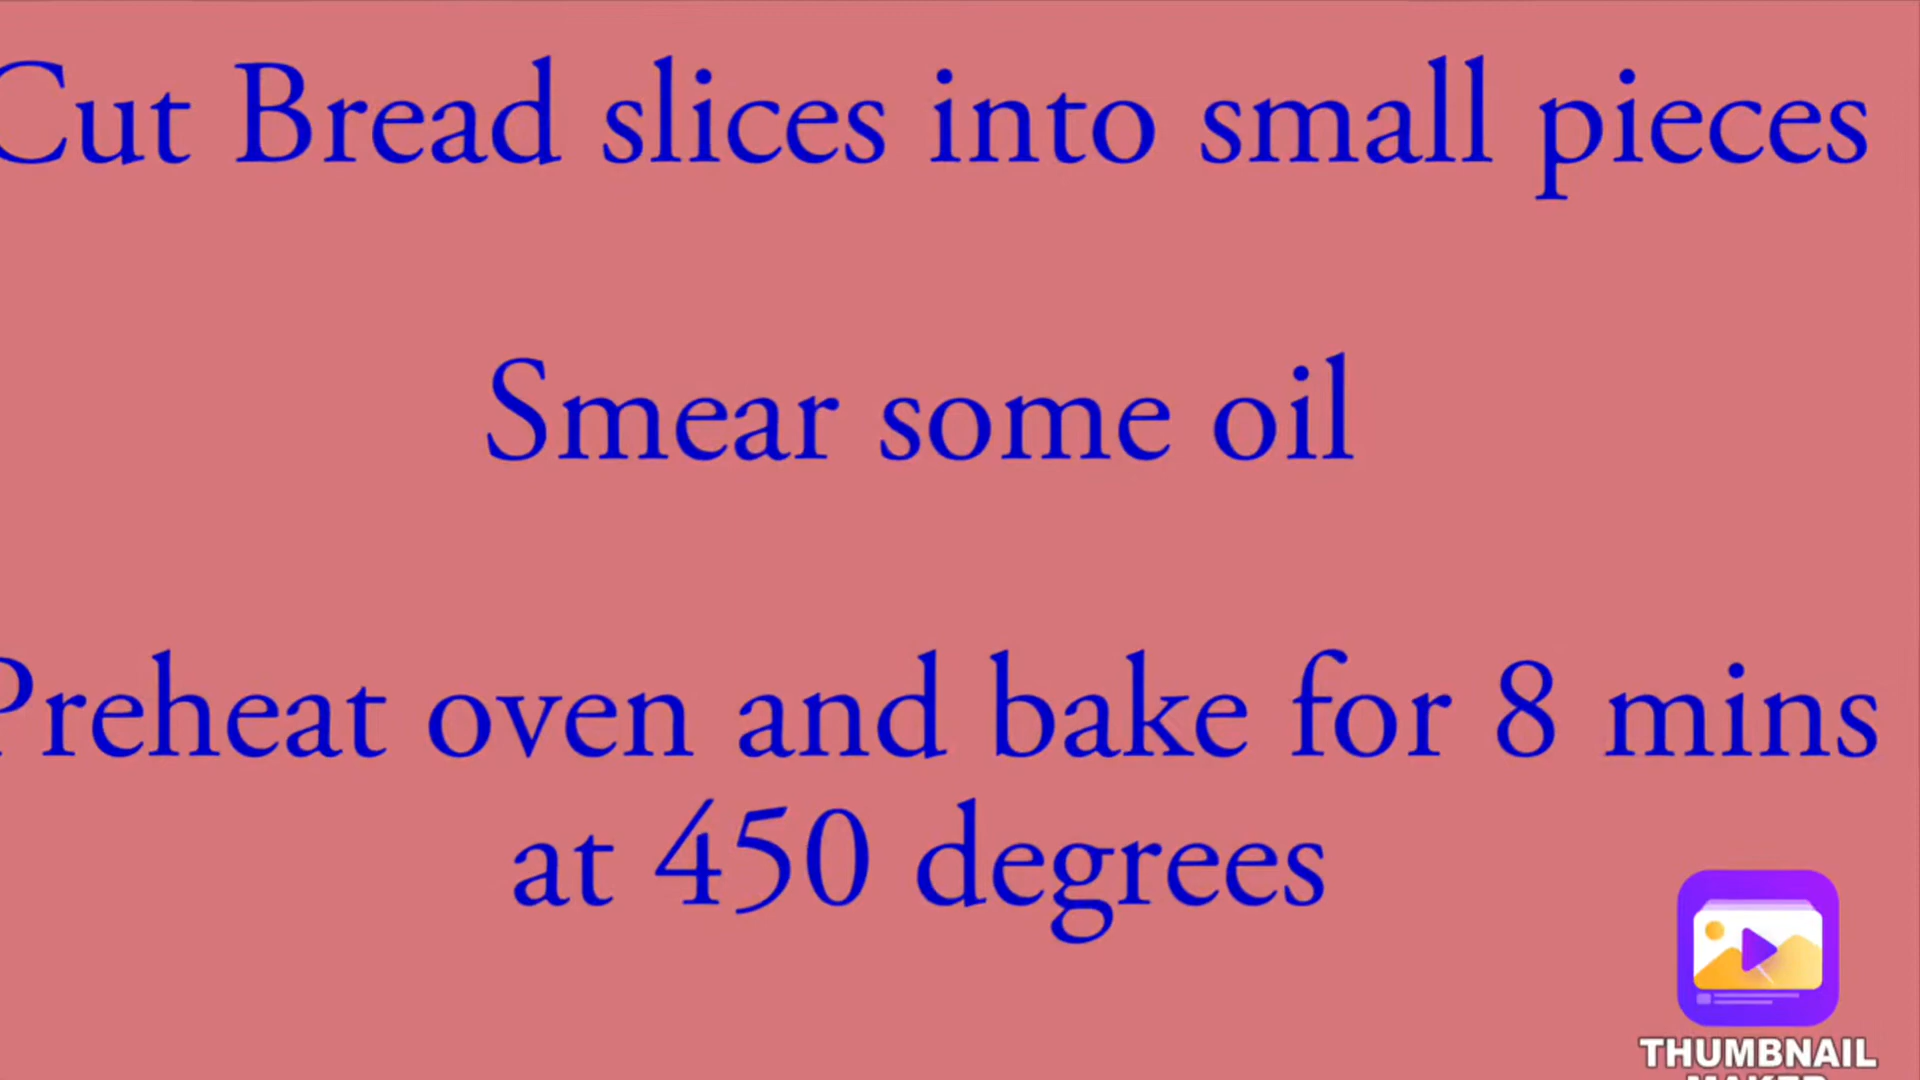 Cut Bread slices into small pieces
Smear some oil
Preheat oven and bake for 8 mins
at 450 degrees
THUMBNAIL
MAKER